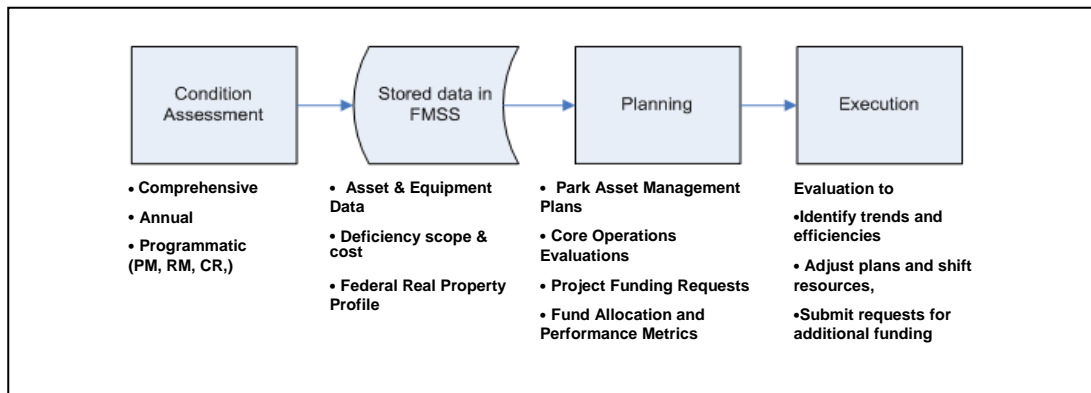 Condition
Assessment
Stored data in
FMSS
Planning
Execution
• Comprehensive
• Annual
• Programmatic
(PM, RM, CR,)
• Asset & Equipment
Data
• Deficiency scope &
cost
• Federal Real Property
Profile
• Park Asset Management
Plans
• Core Operations
Evaluations
• Project Funding Requests
• Fund Allocation and
Performance Metrics
Evaluation to
•Identify trends and
efficiencies
• Adjust plans and shift
resources,
•Submit requests for
additional funding